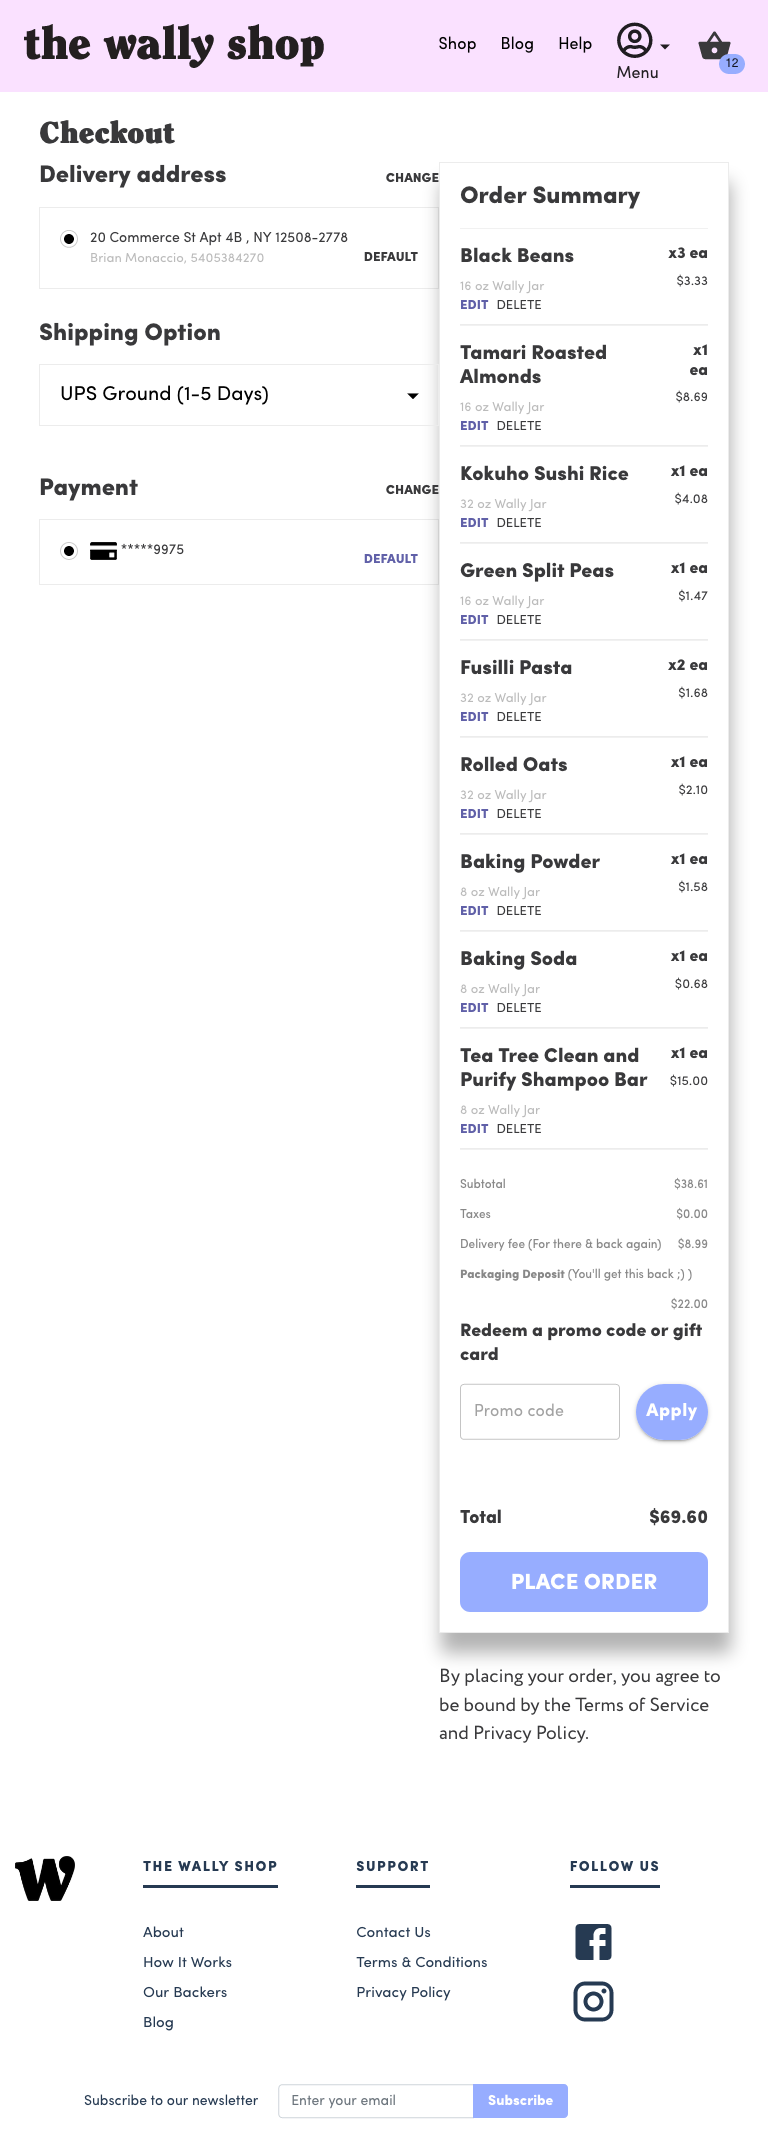 the wally shop
Shop Blog Help
Menu
12
Checkout
Delivery address
CHANGE
20 Commerce St Apt 4B , NY 12508-2778
Brian Monaccio, 5405384270
DEFAULT
Shipping Option
UPS Ground (1-5 Days)
Payment
CHANGE
*****9975
DEFAULT
Order Summary
Black Beans x3 ea
$3.33
16 oz Wally Jar
EDIT DELETE
Tamari Roasted x1
Almonds ea
$8.69
16 oz Wally Jar
EDIT DELETE
Kokuho Sushi Rice x1 ea
$4.08
32 oz Wally Jar
EDIT DELETE
Green Split Peas x1 ea
$1.47
16 oz Wally Jar
EDIT DELETE
Fusilli Pasta x2 ea
$1.68
32 oz Wally Jar
EDIT DELETE
Rolled Oats x1 ea
$2.10
32 oz Wally Jar
EDIT DELETE
Baking Powder x1 ea
$1.58
8 oz Wally Jar
EDIT DELETE
Baking Soda x1 ea
$0.68
8 oz Wally Jar
EDIT DELETE
Tea Tree Clean and x1 ea
Purify Shampoo Bar $15.00
8 oz Wally Jar
EDIT DELETE
Subtotal $38.61
Taxes $0.00
Delivery fee (For there & back again) $8.99
Packaging Deposit (You'll get this back ;) )
$22.00
Redeem a promo code or gift
card
Promo code Apply
Total $69.60
PLACE ORDER
By placing your order, you agree to
be bound by the Terms of Service
and Privacy Policy.
W
THE WALLY SHOP
About
How It Works
Our Backers
Blog
SUPPORT
Contact Us
Terms & Conditions
Privacy Policy
FOLLOW US
Subscribe to our newsletter Enter your email Subscribe